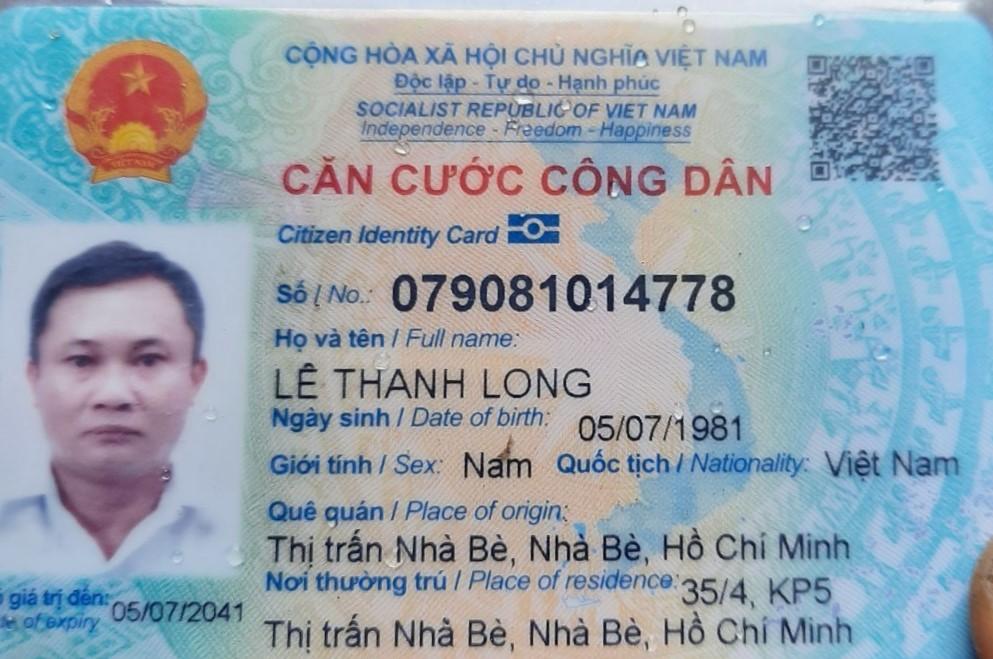 CỘNG HÒA XÃ HỘI CHỦ NGHĨA VIỆT NAM
Độc lập - Tự do - Hạnh phúc
SOCIALIST REPUBLIC OF VIET NAM
Independence - Freedom - Happiness
CĂN CƯỚC CÔNG DÂN
Citizen Identity Card
Số / No.: 079081014778
Họ và tên / Full name:
LÊ THANH LONG
Ngày sinh / Date of birth: 05/07/1981
Giới tính / Sex: Nam Quốc tịch / Nationality: Việt Nam
Quê quán / Place of origin:
Thị trấn Nhà Bè, Nhà Bè, Hồ Chí Minh
Nơi thường trú / Place of residence: 35/4, KP5
Thị trấn Nhà Bè, Nhà Bè, Hồ Chí Minh
giá trị đến: 05/07/2041
of expiry
VIỆT NAM